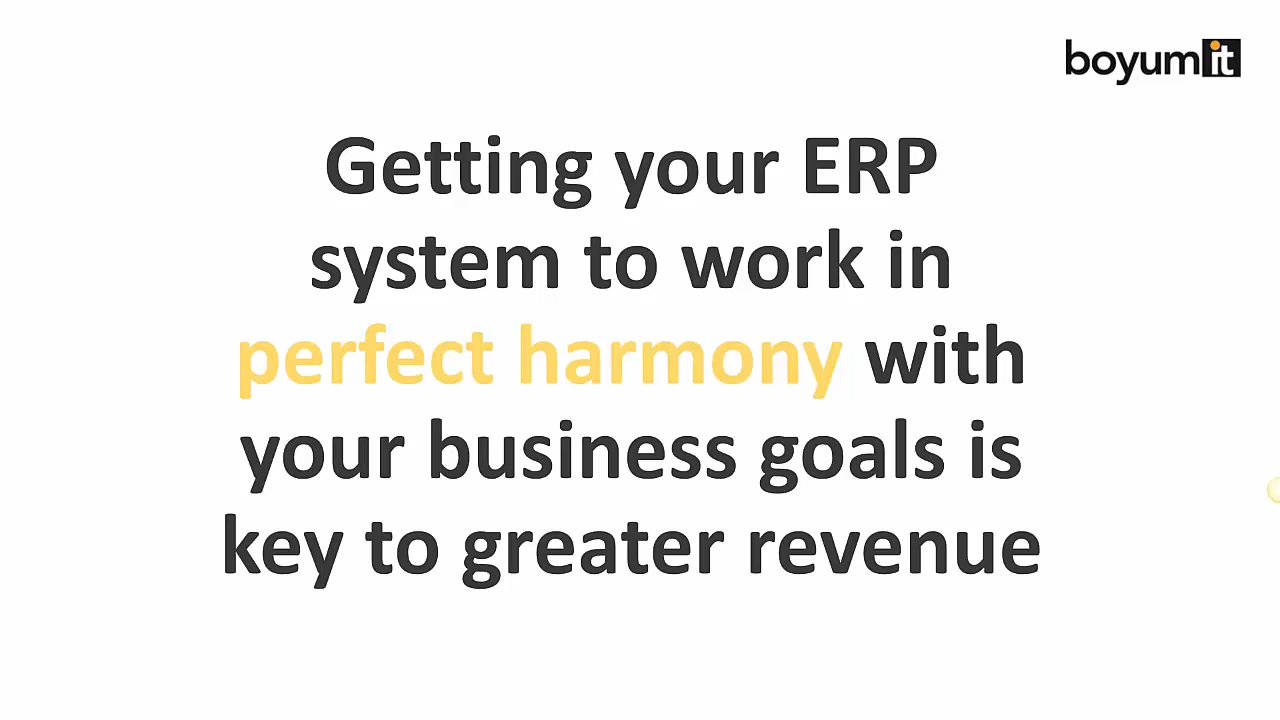 boyumit
Getting your ERP
system to work in
perfect harmony with
your business goals is
key to greater revenue